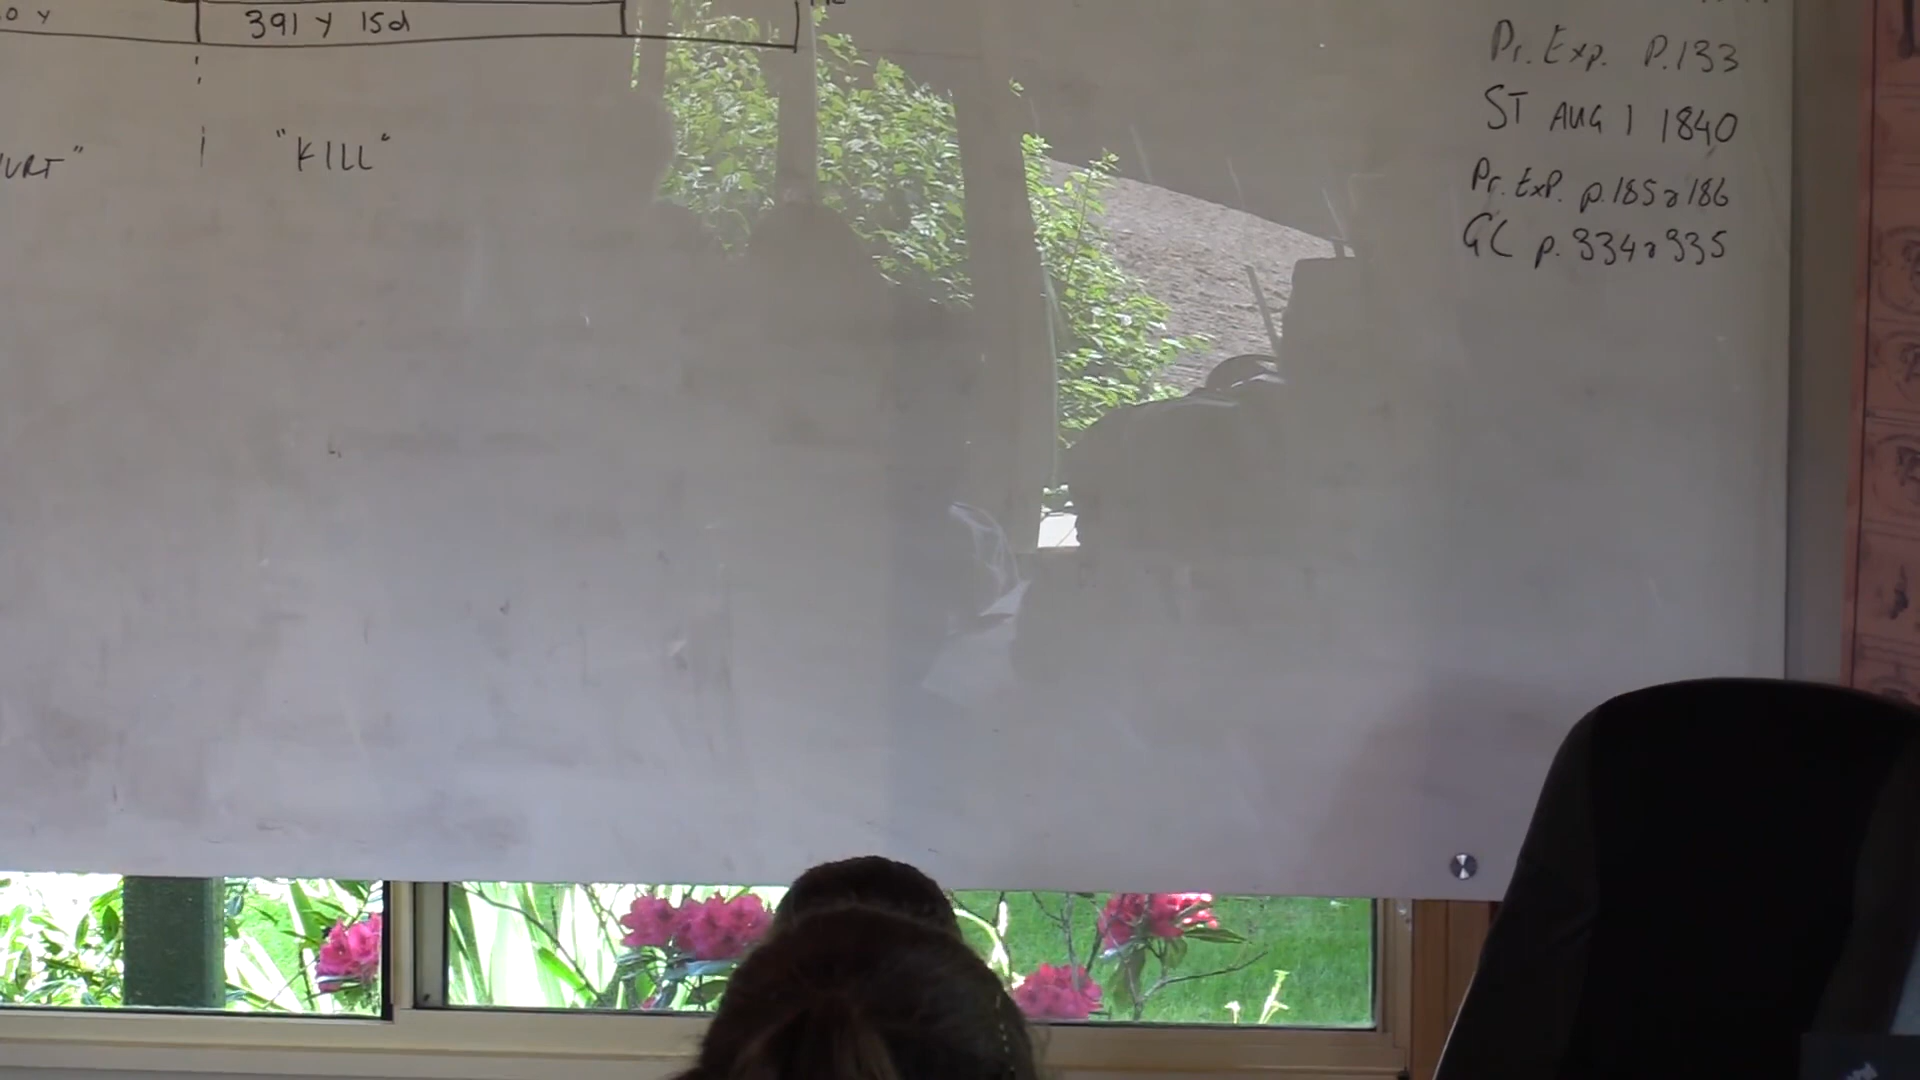 391 Y 15d
"KILL"
Pr. Exp. P.133
ST AUG 1 1840
Pr. Exp. p.185 & 186
GC p. 334 & 335